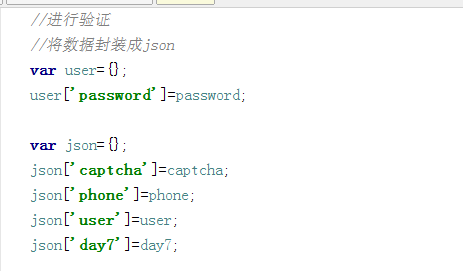 //进行验证
//将数据封装成json
var user={};
user['password']=password;
var json={};
json['captcha']=captcha;
json['phone']=phone;
json['user']=user;
json['day7']=day7;